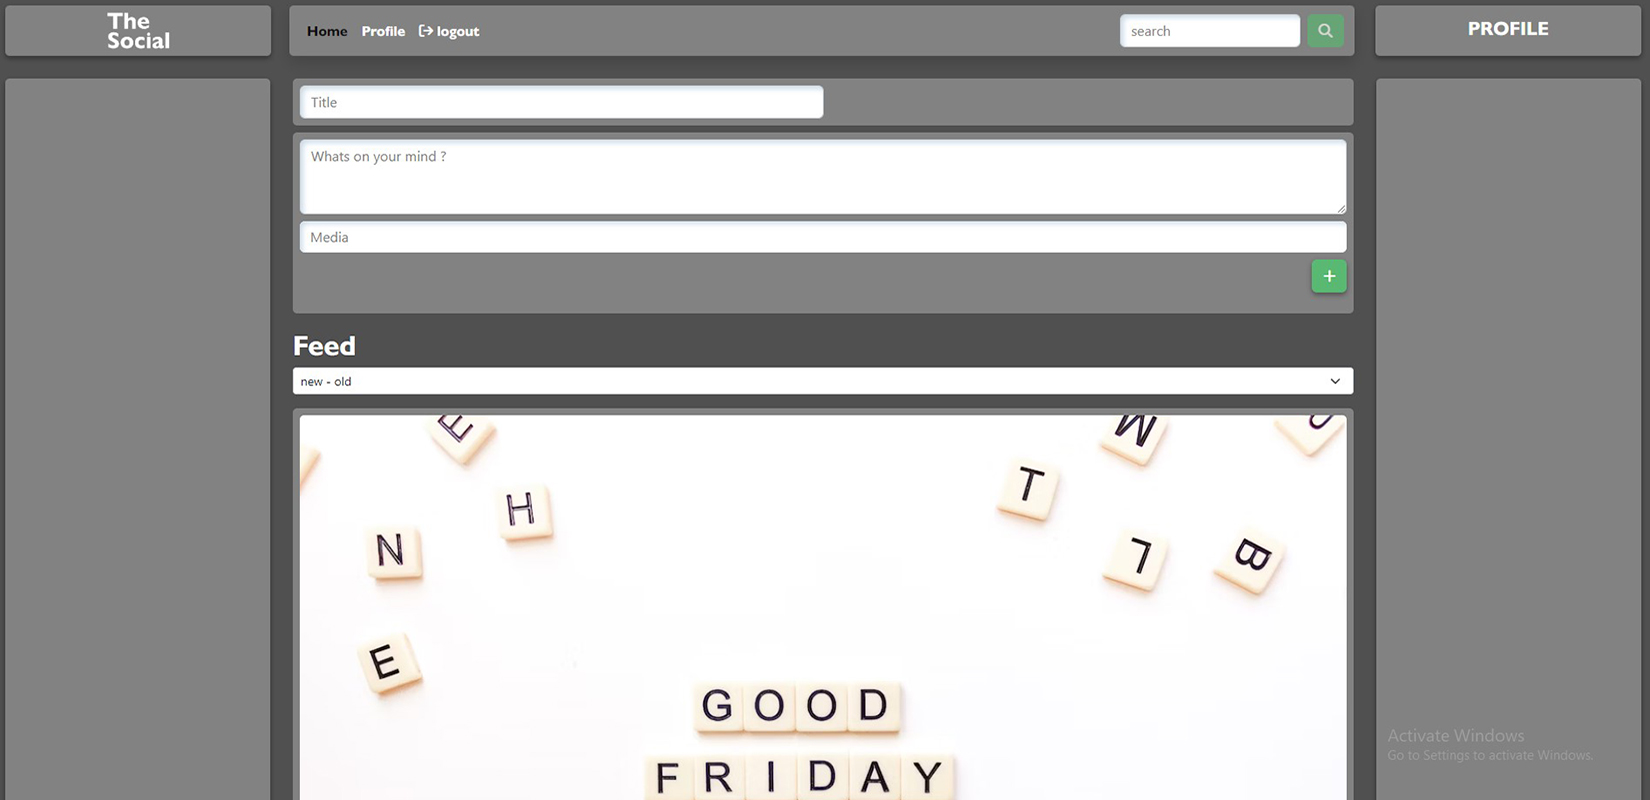 The
Social
Home Profile logout
search
PROFILE
Title
Whats on your mind ?
Media
+
Feed
new - old
E
W
H
T
N
L
B
E
GOOD
FRIDAY
Activate Windows
Go to Settings to activate Windows.